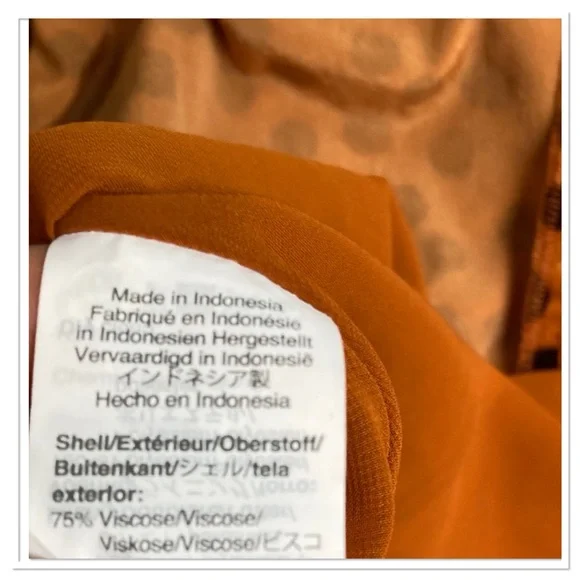 Made in Indonesia
Fabriqué en Indonésie
in Indonesien Hergestellt
Vervaardigd in Indonesië
インドネシア製
Hecho en Indonesia
Shell/Extérieur/Oberstoff/
Buitenkant/シェル/tela
exterior:
75% Viscose/Viscose/
Viskose/Viscose/ビスコ